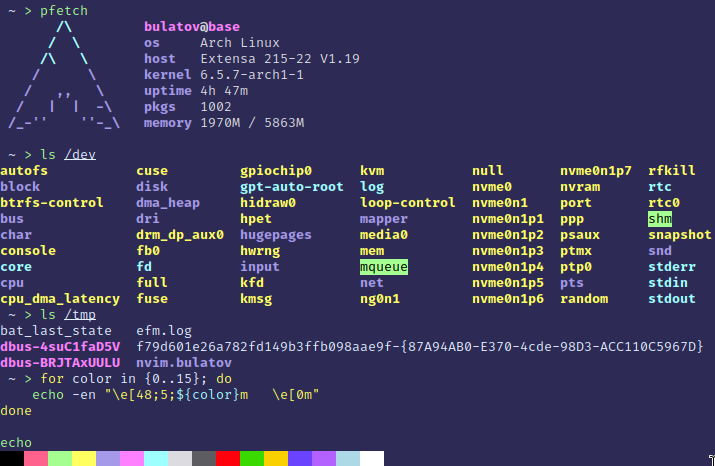 ~ > pfetch
/\ bulatov@base
/ \ os Arch Linux
/\ \ host Extensa 215-22 V1.19
/ \ kernel 6.5.7-arch1-1
/ ,, \ uptime 4h 47m
/ | | -\ pkgs 1002
/_-'' ''-_\ memory 1970M / 5863M
~ > ls /dev
autofs cuse gpiochip0 kvm null nvme0n1p7 rfkill
block disk gpt-auto-root log nvme0 nvram rtc
btrfs-control dma_heap hidraw0 loop-control nvme0n1 port rtc0
bus dri hpet mapper nvme0n1p1 ppp shm
char drm_dp_aux0 hugepages media0 nvme0n1p2 psaux snapshot
console fb0 hwrng mem nvme0n1p3 ptmx snd
core fd input mqueue nvme0n1p4 ptp0 stderr
cpu full kfd net nvme0n1p5 pts stdin
cpu_dma_latency fuse kmsg ng0n1 nvme0n1p6 random stdout
~ > ls /tmp
bat_last_state efm.log
dbus-4suC1faD5V f79d601e26a782fd149b3ffb098aae9f-{87A94AB0-E370-4cde-98D3-ACC110C5967D}
dbus-BRJTAxUULU nvim.bulatov
~ > for color in {0..15}; do
echo -en "\e[48;5;${color}m \e[0m"
done
echo